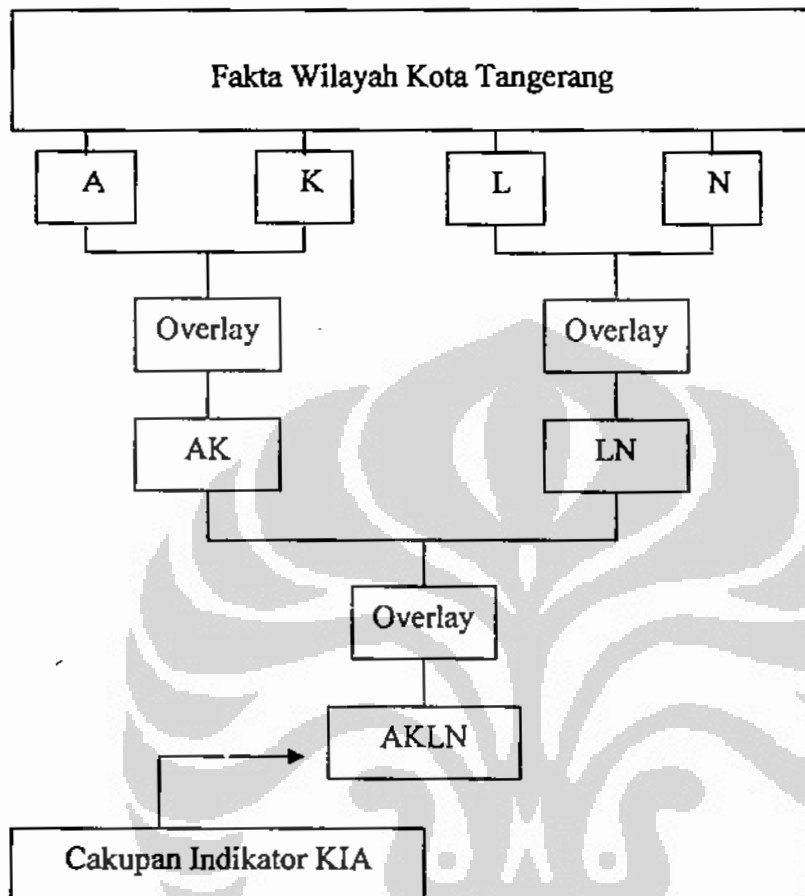 Fakta Wilayah Kota Tangerang
A K L N
Overlay Overlay
AK LN
Overlay
AKLN
Cakupan Indikator KIA